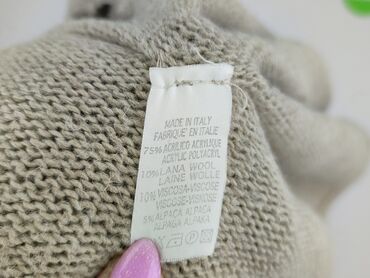 MADE IN ITALY
FABRIQUE' EN ITALIE
75% ACRILICO ACRYLIQUE
ACRYLIC POLYACRYL
10% LANA WOOL
LAINE WOLLE
10% VISCOSA-VISCOSE
VISCOSE-VISKOSE
5% ALPACA ALPACA
ALPAGA ALPAKA